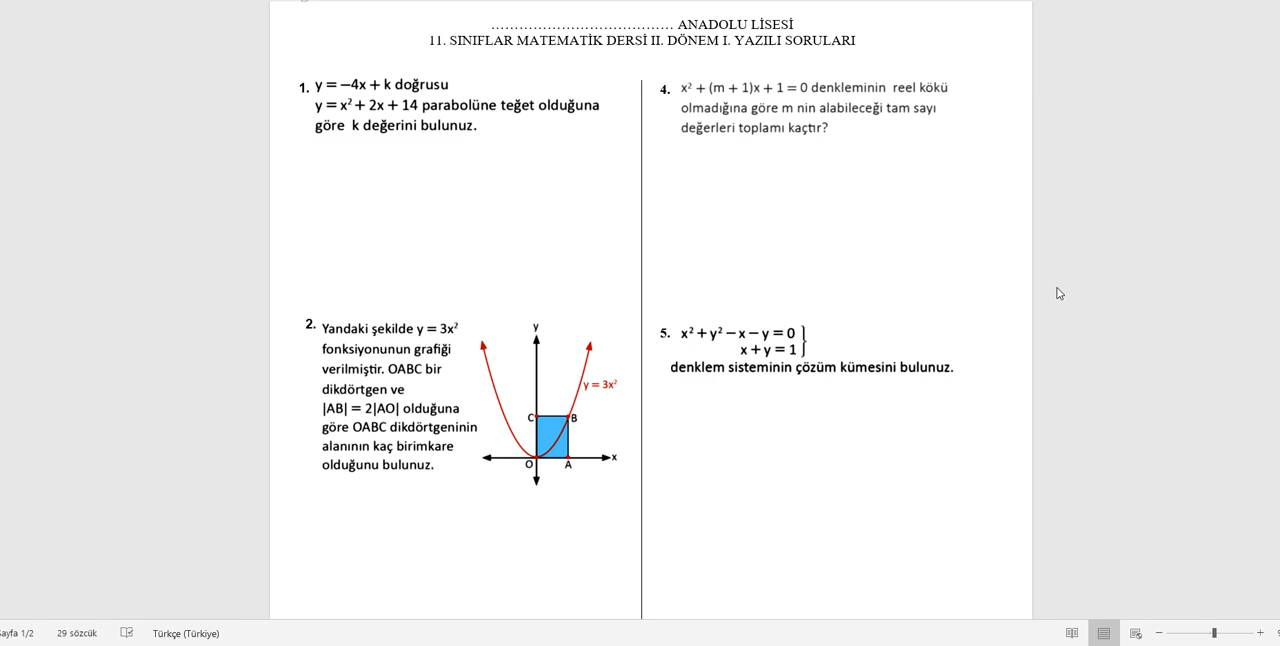 ………………………………. ANADOLU LİSESİ
11. SINIFLAR MATEMATİK DERSİ II. DÖNEM I. YAZILI SORULARI
1. y = −4x + k doğrusu
y = x² + 2x + 14 parabolüne teğet olduğuna
göre k değerini bulunuz.
2. Yandaki şekilde y = 3x²
fonksiyonunun grafiği
verilmiştir. OABC bir
dikdörtgen ve
|AB| = 2|AO| olduğuna
göre OABC dikdörtgeninin
alanının kaç birimkare
olduğunu bulunuz.
y
y = 3x²
C
B
x
O
A
4. x² + (m + 1)x + 1 = 0 denkleminin reel kökü
olmadığına göre m nin alabileceği tam sayı
değerleri toplamı kaçtır?
5. x² + y² − x − y = 0
x + y = 1 }
denklem sisteminin çözüm kümesini bulunuz.
Sayfa 1/2 29 sözcük Türkçe (Türkiye)